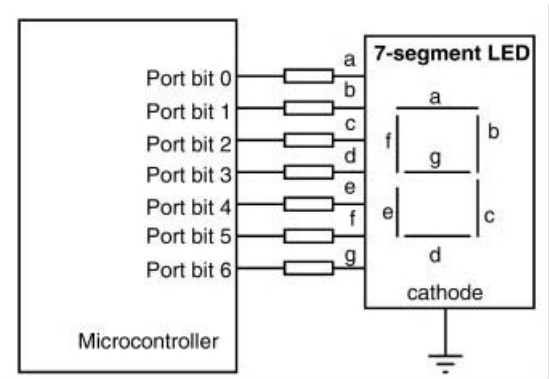 Port bit 0
Port bit 1
Port bit 2
Port bit 3
Port bit 4
Port bit 5
Port bit 6
Microcontroller
a
b
c
d
e
f
g
7-segment LED
a
f
b
g
e
c
d
cathode